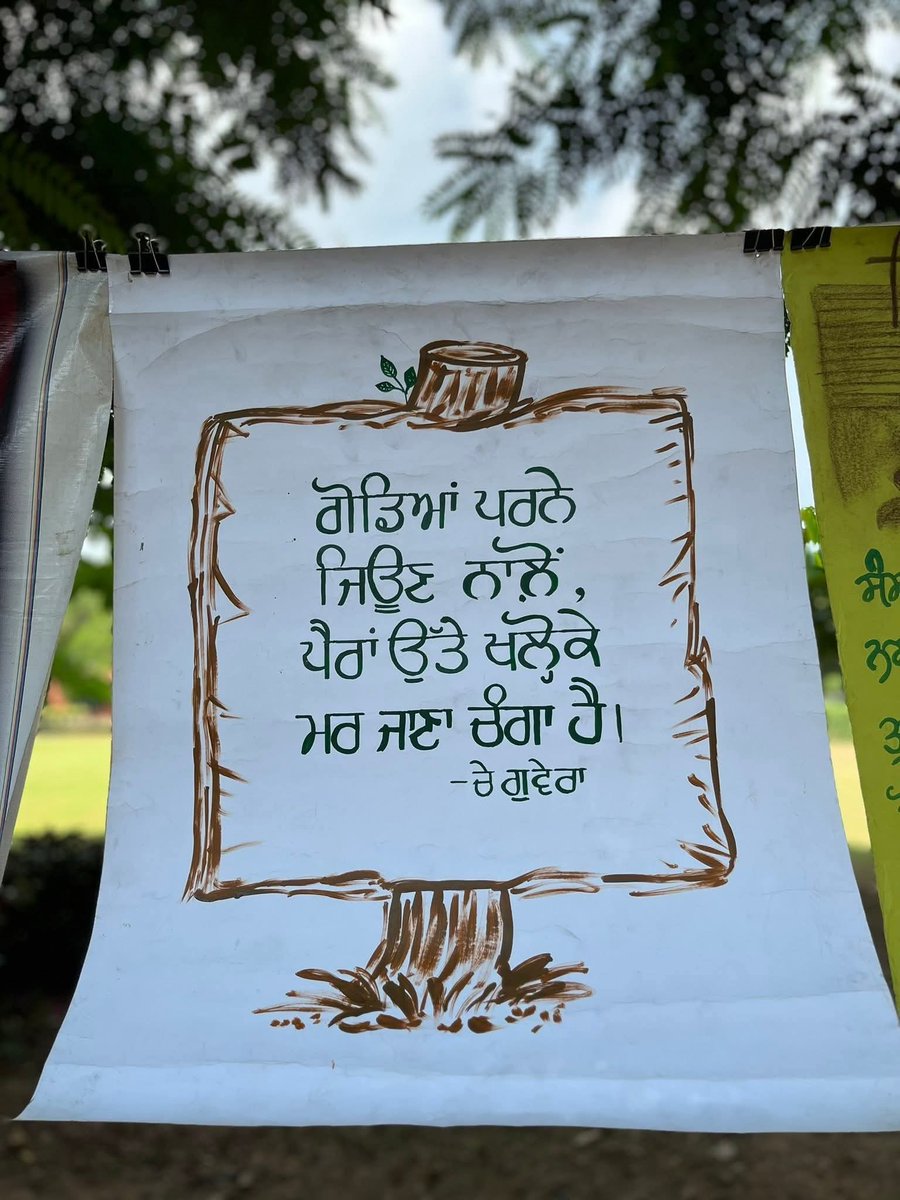 ਗੋਡਿਆਂ ਪਰਨੇ
ਜਿਊਣ ਨਾਲ਼ੋਂ,
ਪੈਰਾਂ ਉੱਤੇ ਖਲੋਕੇ
ਮਰ ਜਾਣਾ ਚੰਗਾ ਹੈ।
-ਚੇ ਗੁਵੇਰਾ